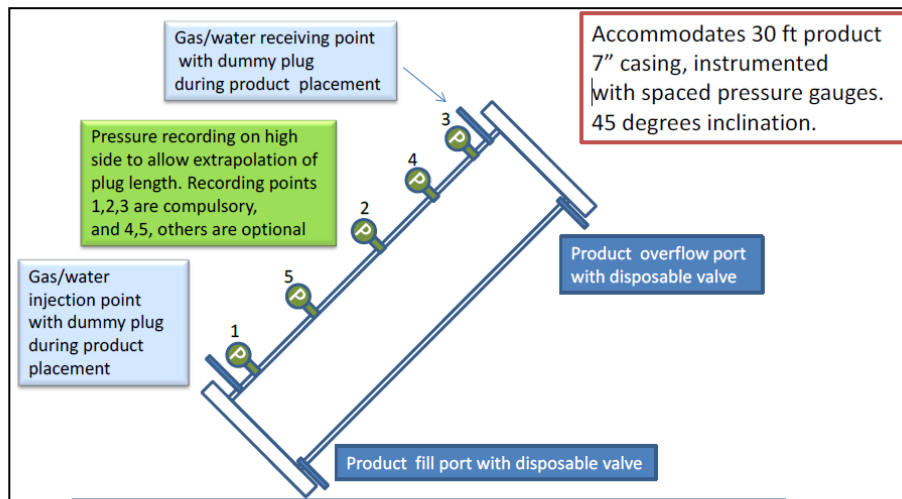 Gas/water receiving point
with dummy plug
during product  placement
Accommodates 30 ft product
7” casing, instrumented
with spaced pressure gauges.
45 degrees inclination.
Pressure recording on high
side to allow extrapolation of
plug length. Recording points
1,2,3 are compulsory,
and 4,5, others are optional
3
P
4
P
2
P
5
P
1
P
Gas/water
injection point
with dummy plug
during product
placement
Product  overflow port
with disposable valve
Product  fill port with disposable valve